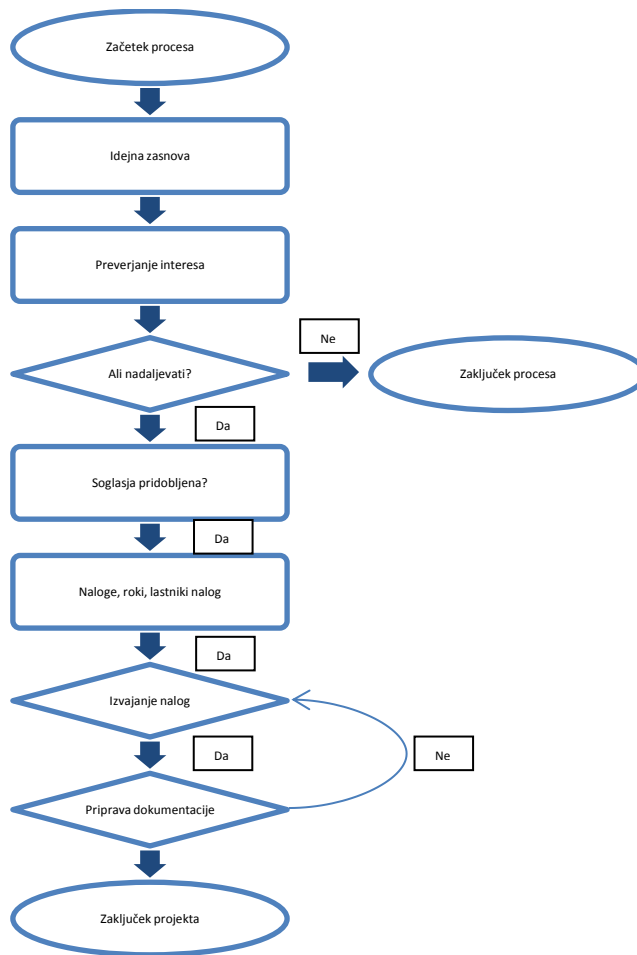 Začetek procesa
Idejna zasnova
Preverjanje interesa
Ne
Ali nadaljevati?
Zaključek procesa
Da
Soglasja pridobljena?
Da
Naloge, roki, lastniki nalog
Da
Izvajanje nalog
Da
Ne
Priprava dokumentacije
Zaključek projekta